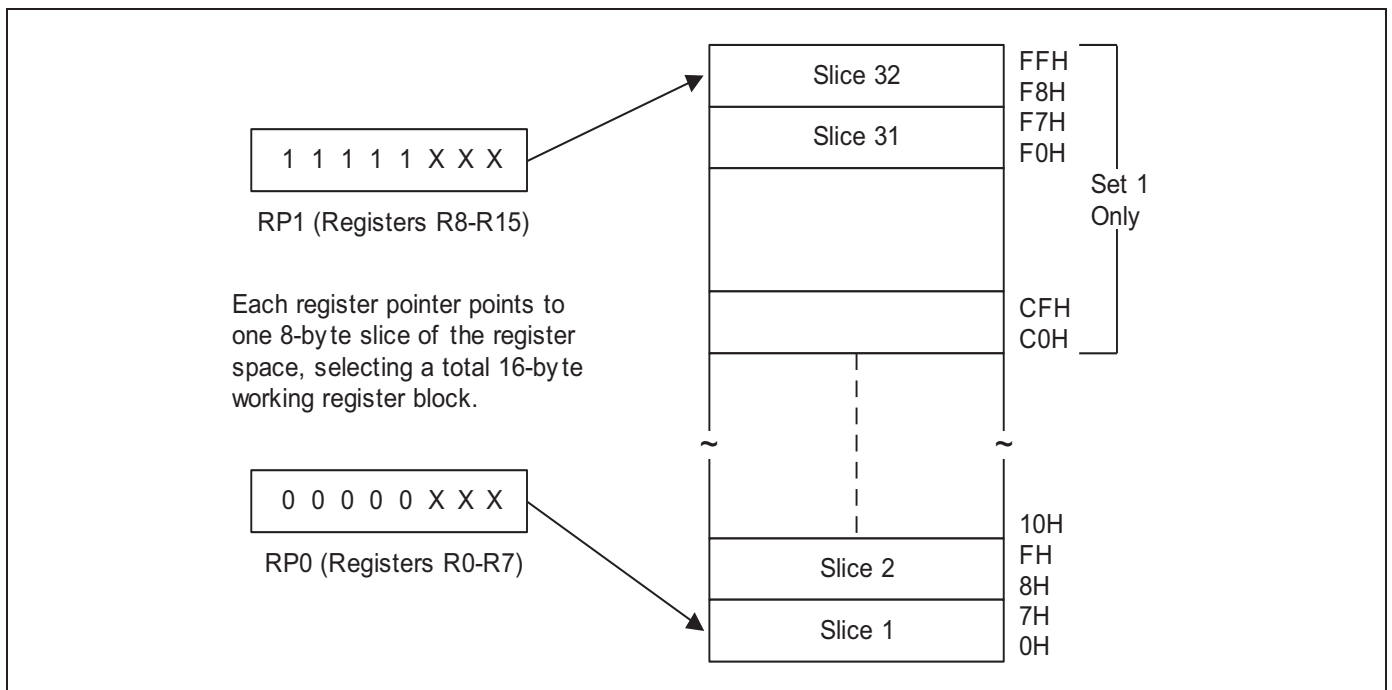 Slice 32
Slice 31
FFH
F8H
F7H
F0H
Set 1
Only
1 1 1 1 1 X X X
RP1 (Registers R8-R15)
Each register pointer points to
one 8-byte slice of the register
space, selecting a total 16-byte
working register block.
CFH
C0H
~ ~
0 0 0 0 0 X X X
RP0 (Registers R0-R7)
10H
Slice 2
FH
8H
Slice 1
7H
0H